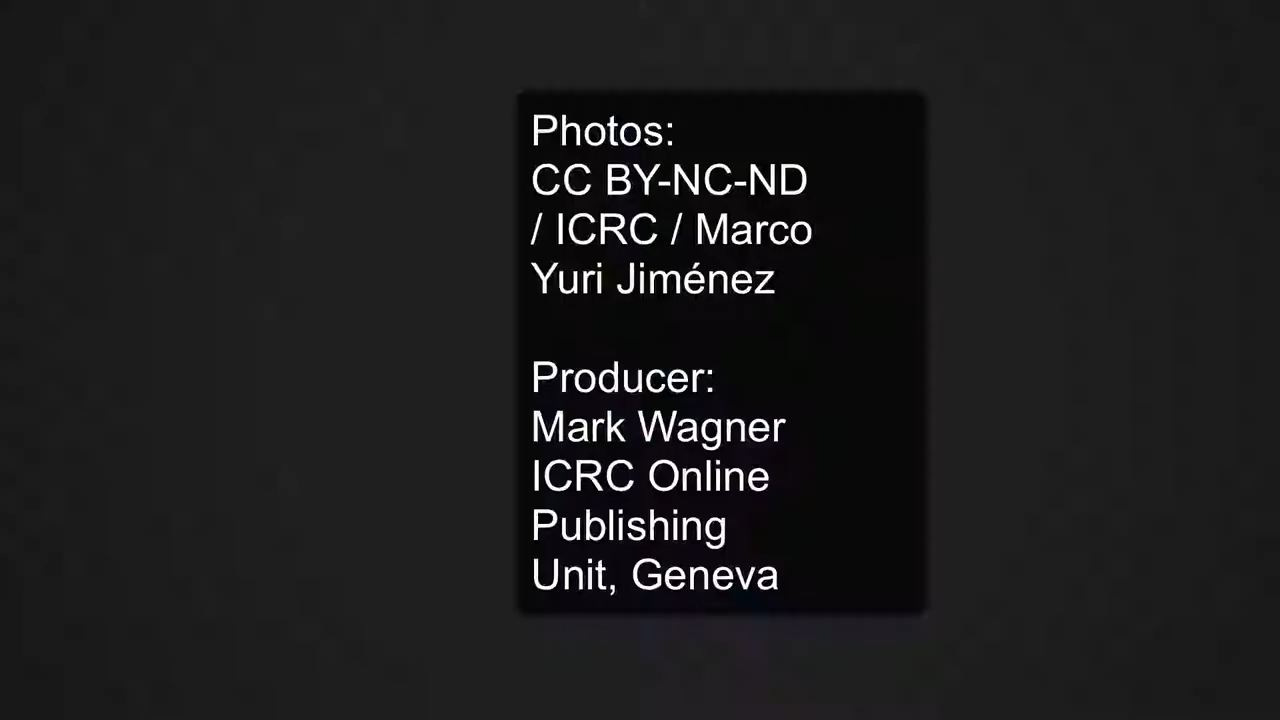 Photos:
CC BY-NC-ND
/ ICRC / Marco
Yuri Jiménez
Producer:
Mark Wagner
ICRC Online
Publishing
Unit, Geneva